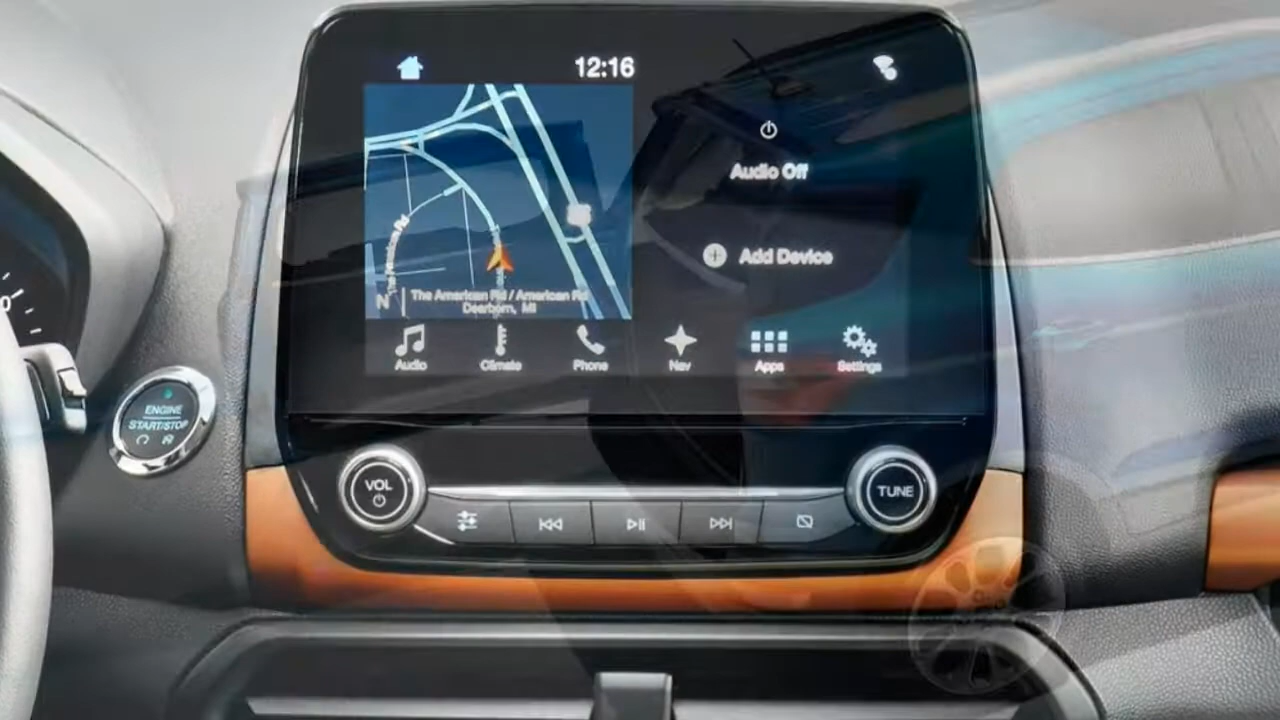 12:16
Audio Off
Add Device
N
The American Rd / American Rd
Dearborn, MI
Audio
Climate
Phone
Nav
Apps
Settings
ENGINE
START/STOP
VOL
TUNE
0